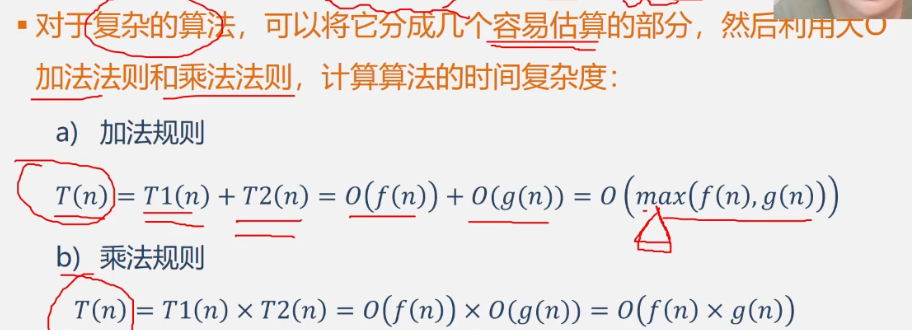 ▪ 对于复杂的算法，可以将它分成几个容易估算的部分，然后利用大O
加法法则和乘法法则，计算算法的时间复杂度：
a) 加法规则
T(n) = T1(n) + T2(n) = O(f(n)) + O(g(n)) = O(max(f(n), g(n)))
b) 乘法规则
T(n) = T1(n) × T2(n) = O(f(n)) × O(g(n)) = O(f(n) × g(n))